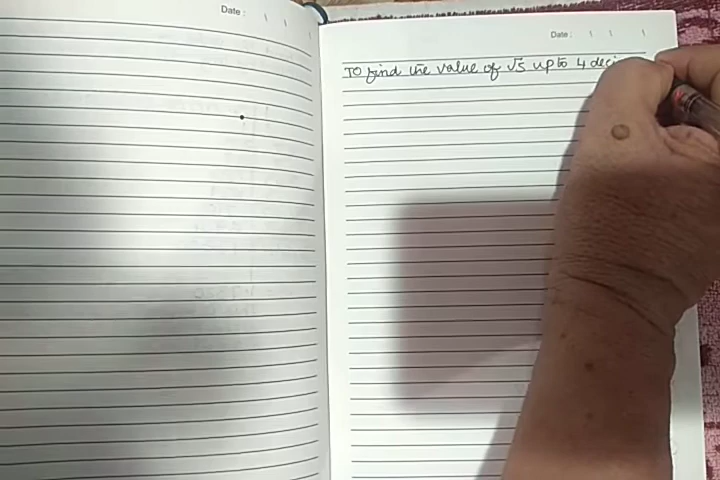 Date :
Date :
To find the value of √5 upto 4 deci